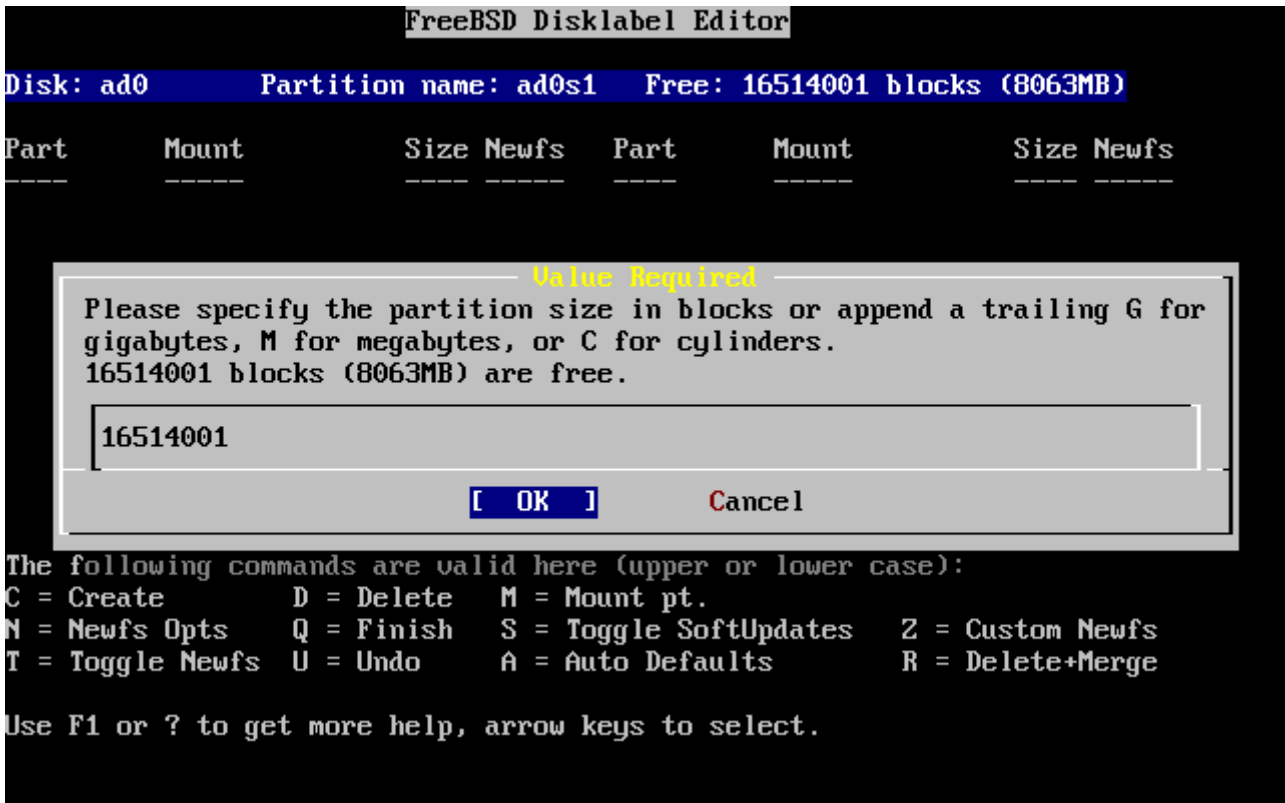 FreeBSD Disklabel Editor
Disk: ad0 Partition name: ad0s1 Free: 16514001 blocks (8063MB)
Part Mount Size Newfs Part Mount Size Newfs
---- ----- ---- ----- ---- ----- ---- -----
Value Required
Please specify the partition size in blocks or append a trailing G for
gigabytes, M for megabytes, or C for cylinders.
16514001 blocks (8063MB) are free.
16514001
[ OK ] Cancel
The following commands are valid here (upper or lower case):
C = Create D = Delete M = Mount pt.
N = Newfs Opts Q = Finish S = Toggle SoftUpdates Z = Custom Newfs
T = Toggle Newfs U = Undo A = Auto Defaults R = Delete+Merge
Use F1 or ? to get more help, arrow keys to select.